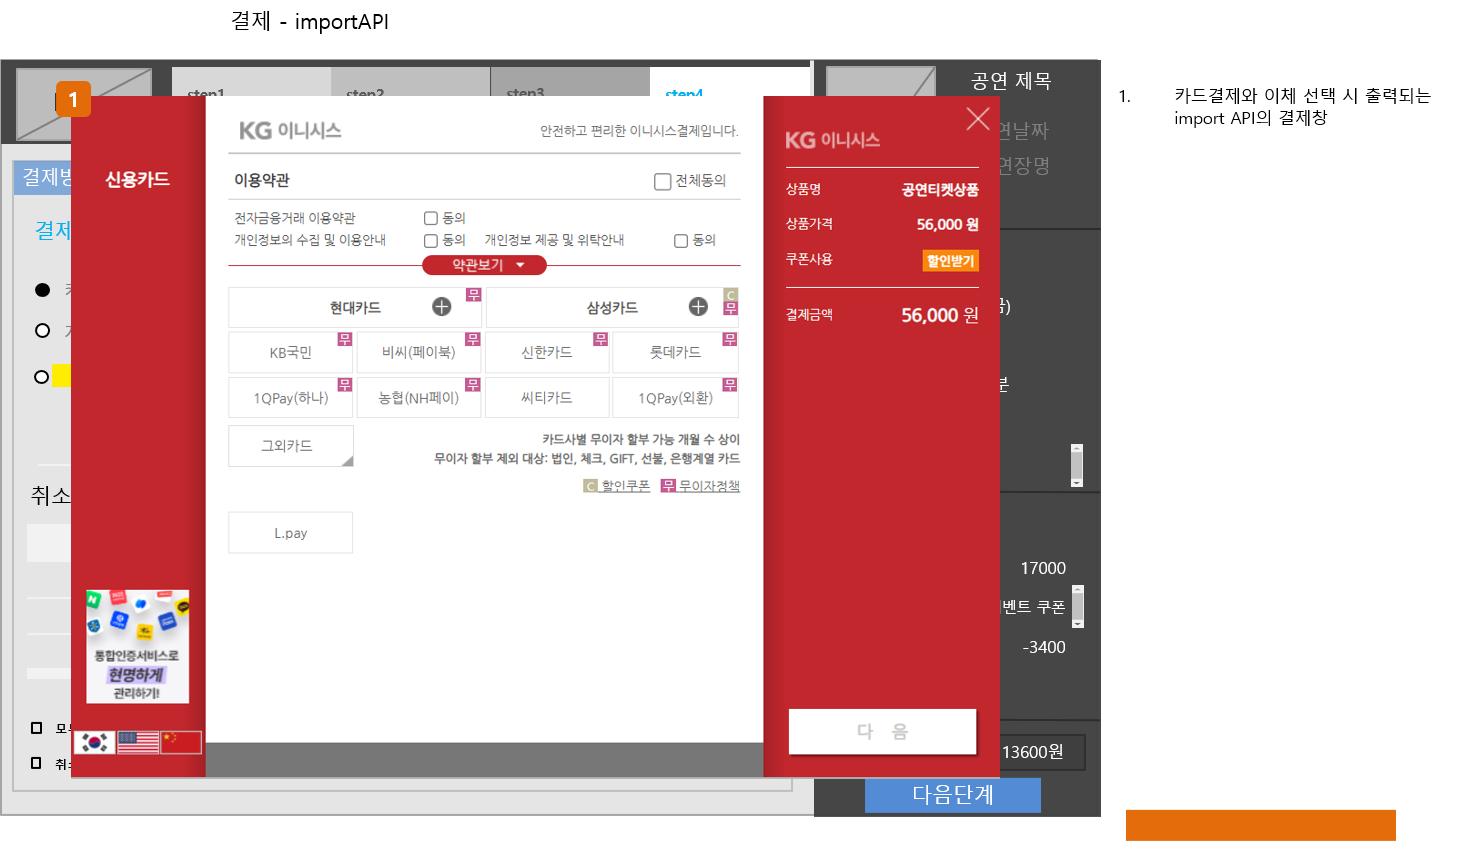 결제 - importAPI
step1
step2
step3
step4
공연 제목
1
1. 카드결제와 이체 선택 시 출력되는
import API의 결제창
KG 이니시스
안전하고 편리한 이니시스결제입니다.
KG 이니시스
연날짜
연장명
결제방
신용카드
이용약관
전체동의
상품명
공연티켓상품
결제
전자금융거래 이용약관
동의
상품가격
56,000 원
개인정보의 수집 및 이용안내
동의
개인정보 제공 및 위탁안내
동의
약관보기
쿠폰사용
할인받기
현대카드
무
삼성카드
C
무
결제금액
56,000 원
금)
KB국민
무
비씨(페이북)
무
신한카드
무
롯데카드
무
1QPay(하나)
무
농협(NH페이)
무
씨티카드
1QPay(외환)
무
분
그외카드
카드사별 무이자 할부 가능 개월 수 상이
무이자 할부 제외 대상: 법인, 체크, GIFT, 선불, 은행계열 카드
C 할인쿠폰
무 무이자정책
취소
L.pay
17000
벤트 쿠폰
-3400
통합인증서비스로
현명하게
관리하기!
모
취소
다 음
13600원
다음단계